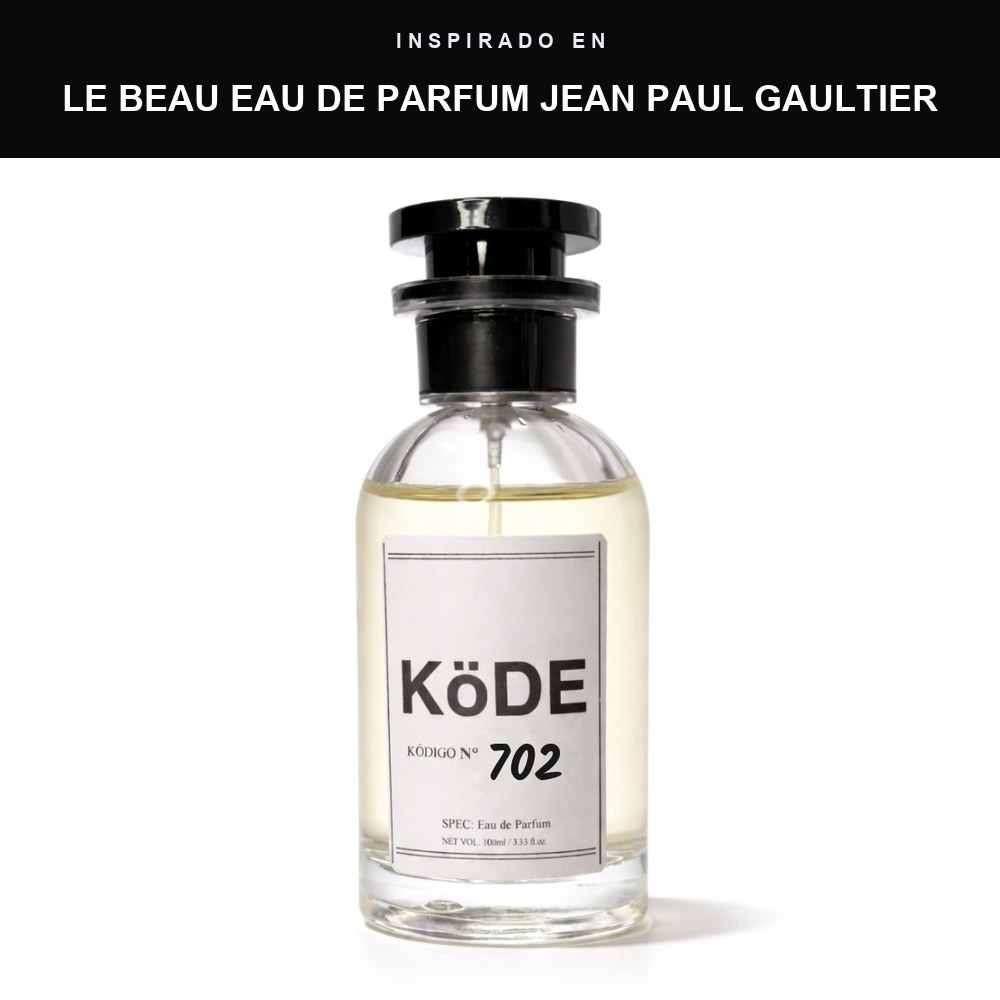 INSPIRADO EN
LE BEAU EAU DE PARFUM JEAN PAUL GAULTIER
KöDE
KÓDIGO Nº 702
SPEC: Eau de Parfum
NET VOL: 100ml / 3.33 fl oz.